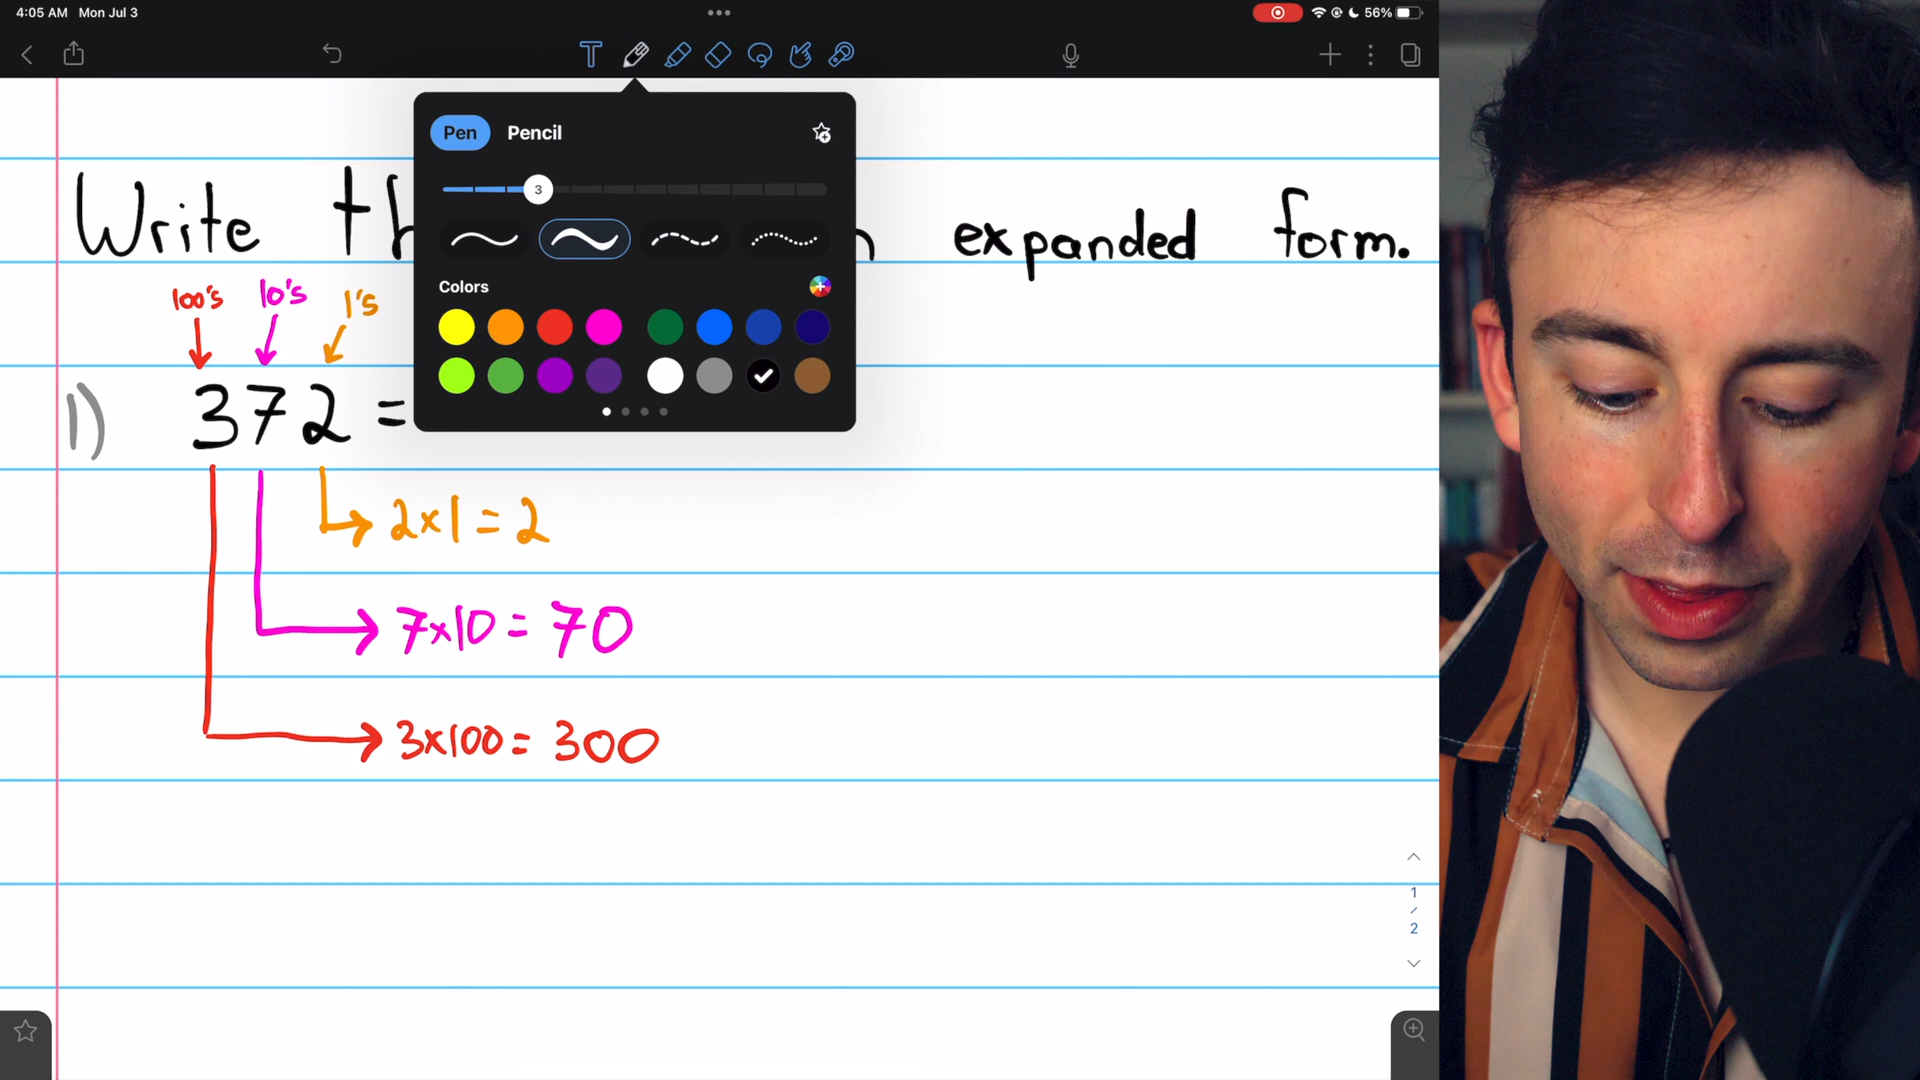 4:05 AM Mon Jul 3
56%
T
Pen Pencil
3
Write th expanded form.
Colors
100's 10's 1's
1) 372 =
2x1 = 2
7x10 = 70
3x100 = 300
1
/
2